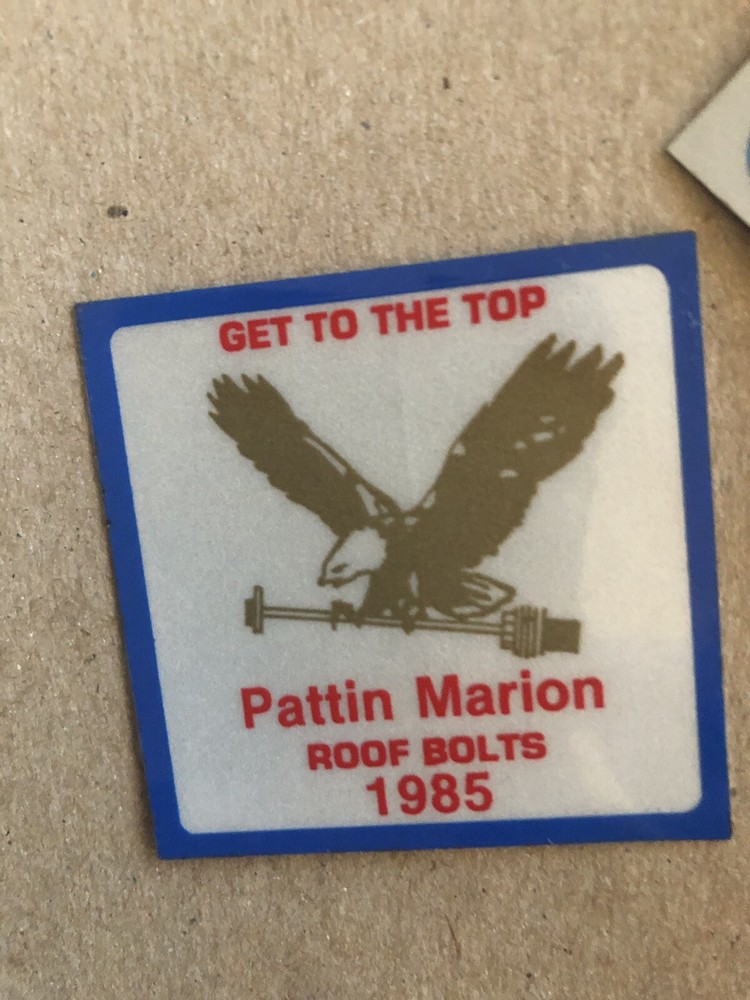 GET TO THE TOP
Pattin Marion
ROOF BOLTS
1985